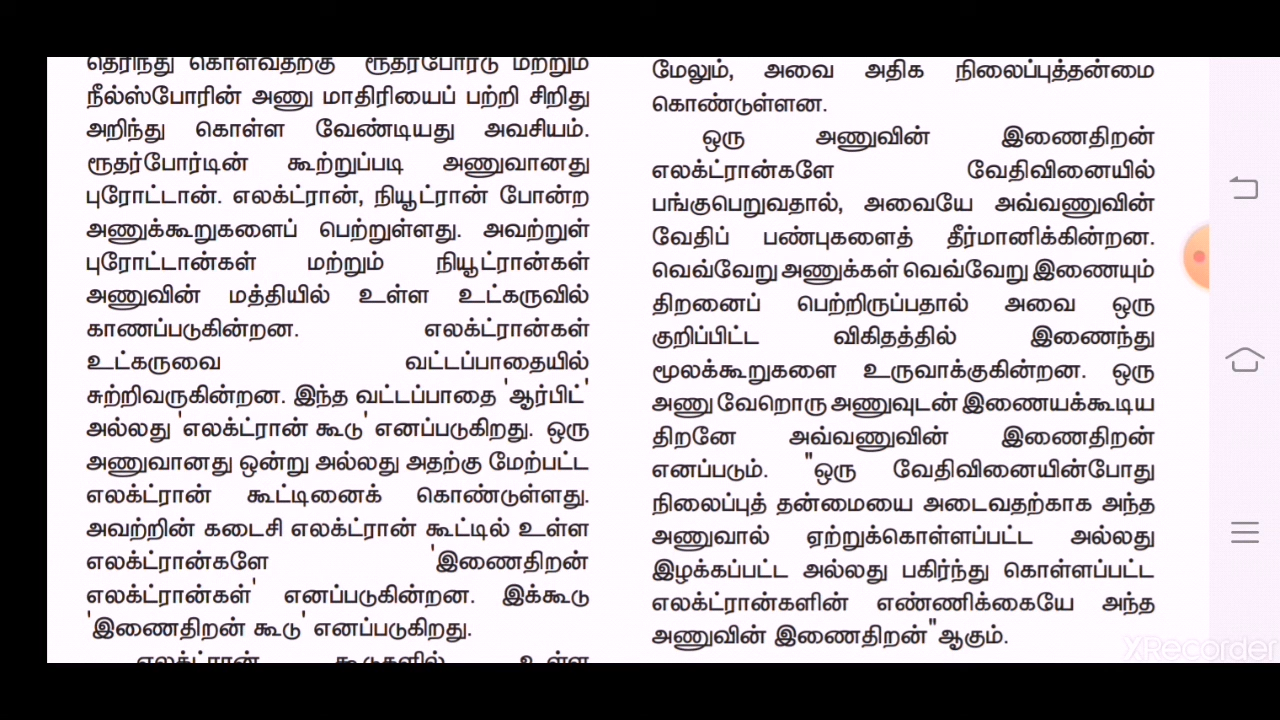 தெரிந்து கொள்வதற்கு ரூதர்போர்டு மற்றும்
நீல்ஸ்போரின் அணு மாதிரியைப் பற்றி சிறிது
அறிந்து கொள்ள வேண்டியது அவசியம்.
ரூதர்போர்டின் கூற்றுப்படி அணுவானது
புரோட்டான். எலக்ட்ரான், நியூட்ரான் போன்ற
அணுக்கூறுகளைப் பெற்றுள்ளது. அவற்றுள்
புரோட்டான்கள் மற்றும் நியூட்ரான்கள்
அணுவின் மத்தியில் உள்ள உட்கருவில்
காணப்படுகின்றன. எலக்ட்ரான்கள்
உட்கருவை வட்டப்பாதையில்
சுற்றிவருகின்றன. இந்த வட்டப்பாதை 'ஆர்பிட்'
அல்லது 'எலக்ட்ரான் கூடு' எனப்படுகிறது. ஒரு
அணுவானது ஒன்று அல்லது அதற்கு மேற்பட்ட
எலக்ட்ரான் கூட்டினைக் கொண்டுள்ளது.
அவற்றின் கடைசி எலக்ட்ரான் கூட்டில் உள்ள
எலக்ட்ரான்களே 'இணைதிறன்
எலக்ட்ரான்கள்' எனப்படுகின்றன. இக்கூடு
'இணைதிறன் கூடு' எனப்படுகிறது.
எலக்ட்ரான் கூடுகளில் உள்ள
மேலும், அவை அதிக நிலைப்புத்தன்மை
கொண்டுள்ளன.
ஒரு அணுவின் இணைதிறன்
எலக்ட்ரான்களே வேதிவினையில்
பங்குபெறுவதால், அவையே அவ்வணுவின்
வேதிப் பண்புகளைத் தீர்மானிக்கின்றன.
வெவ்வேறு அணுக்கள் வெவ்வேறு இணையும்
திறனைப் பெற்றிருப்பதால் அவை ஒரு
குறிப்பிட்ட விகிதத்தில் இணைந்து
மூலக்கூறுகளை உருவாக்குகின்றன. ஒரு
அணு வேறொரு அணுவுடன் இணையக்கூடிய
திறனே அவ்வணுவின் இணைதிறன்
எனப்படும். "ஒரு வேதிவினையின்போது
நிலைப்புத் தன்மையை அடைவதற்காக அந்த
அணுவால் ஏற்றுக்கொள்ளப்பட்ட அல்லது
இழக்கப்பட்ட அல்லது பகிர்ந்து கொள்ளப்பட்ட
எலக்ட்ரான்களின் எண்ணிக்கையே அந்த
அணுவின் இணைதிறன்"ஆகும்.
XRecorder